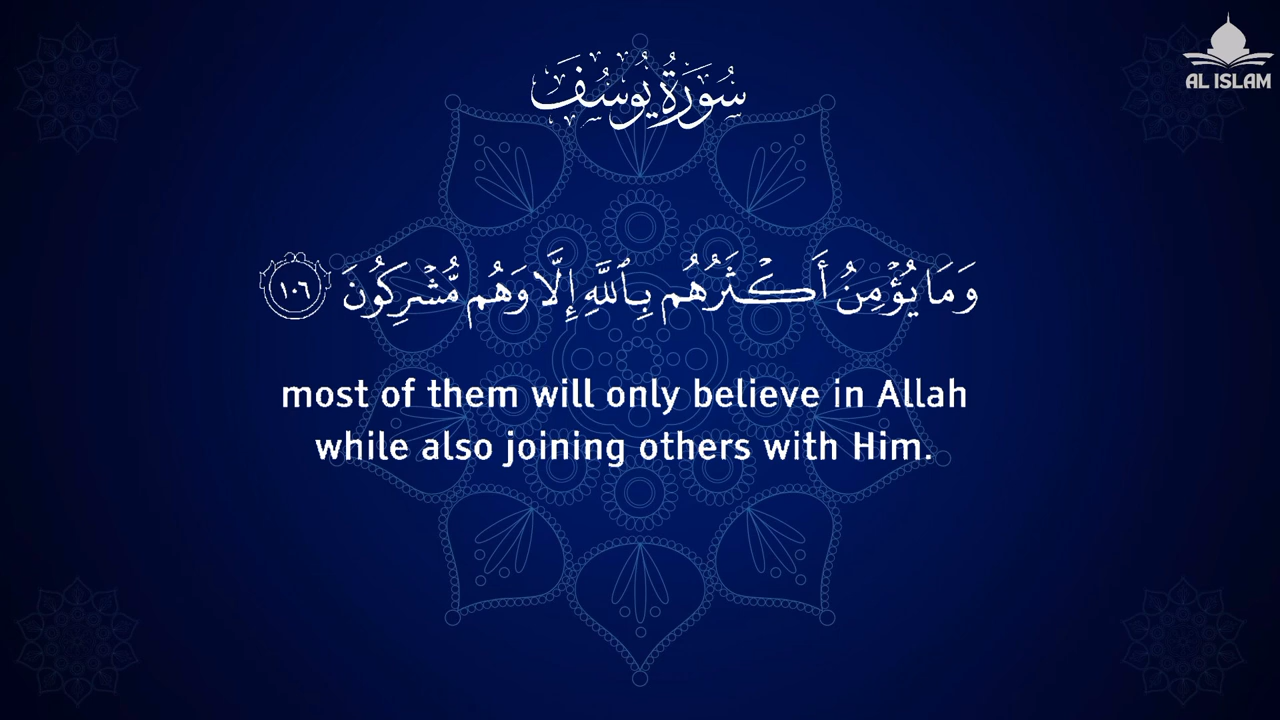 سُورَةُ يُوسُفَ
AL ISLAM
وَمَا يُؤۡمِنُ أَكۡثَرُهُم بِٱللَّهِ إِلَّا وَهُم مُّشۡرِكُونَ ١٠٦
most of them will only believe in Allah
while also joining others with Him.